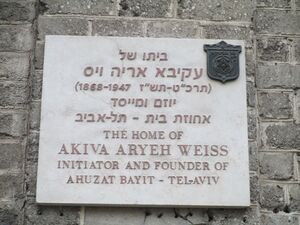 ביתו של
עקיבא אריה ויס
(תרכ"ט-תש"ז 1868-1947)
יוזם ומייסד
אחוזת בית - תל-אביב
THE HOME OF
AKIVA ARYEH WEISS
INITIATOR AND FOUNDER OF
AHUZAT BAYIT - TEL-AVIV